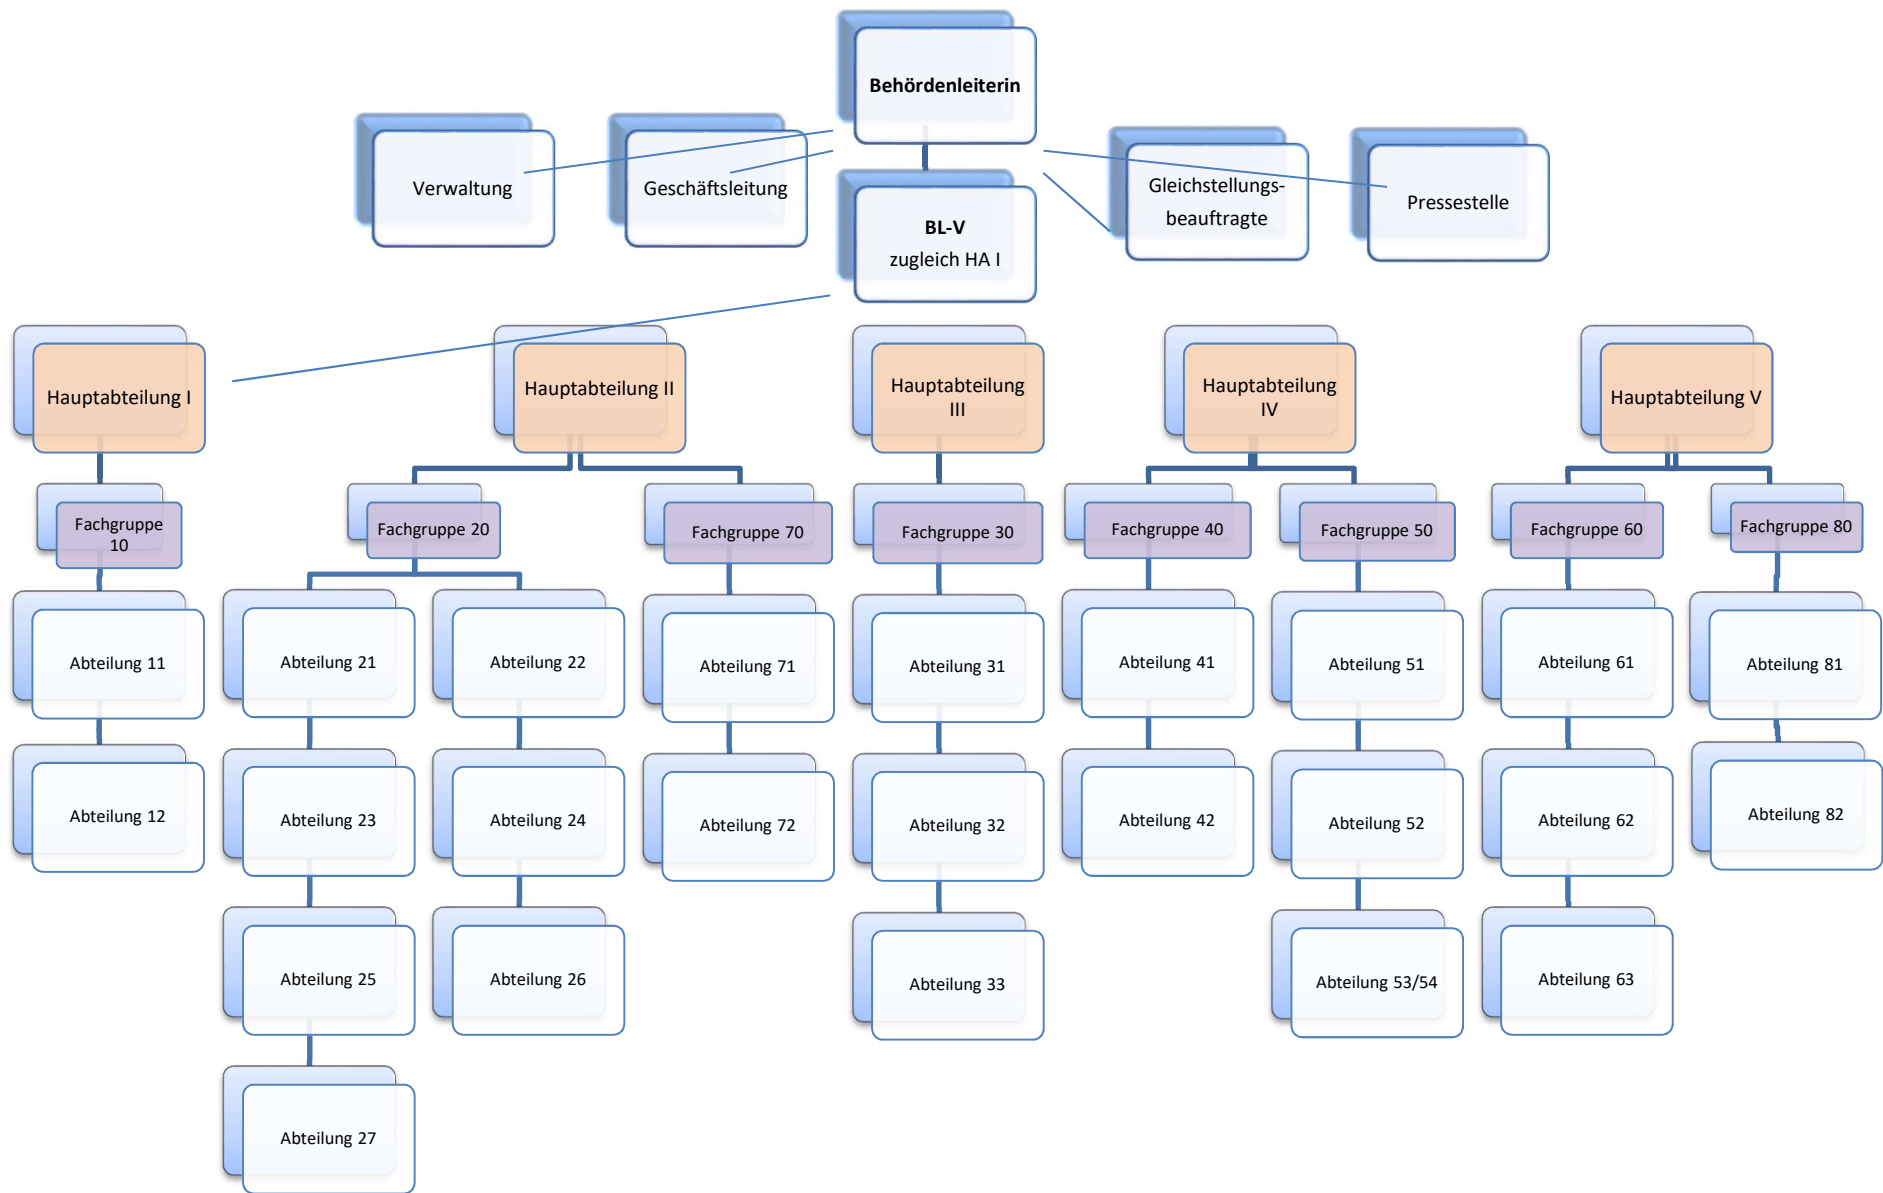 Behördenleiterin
Verwaltung
Geschäftsleitung
Gleichstellungs-
beauftragte
Pressestelle
BL-V
zugleich HA I
Hauptabteilung I
Hauptabteilung II
Hauptabteilung
III
Hauptabteilung
IV
Hauptabteilung V
Fachgruppe
10
Fachgruppe 20
Fachgruppe 70
Fachgruppe 30
Fachgruppe 40
Fachgruppe 50
Fachgruppe 60
Fachgruppe 80
Abteilung 11
Abteilung 21
Abteilung 22
Abteilung 71
Abteilung 31
Abteilung 41
Abteilung 51
Abteilung 61
Abteilung 81
Abteilung 12
Abteilung 23
Abteilung 24
Abteilung 72
Abteilung 32
Abteilung 42
Abteilung 52
Abteilung 62
Abteilung 82
Abteilung 25
Abteilung 26
Abteilung 33
Abteilung 53/54
Abteilung 63
Abteilung 27